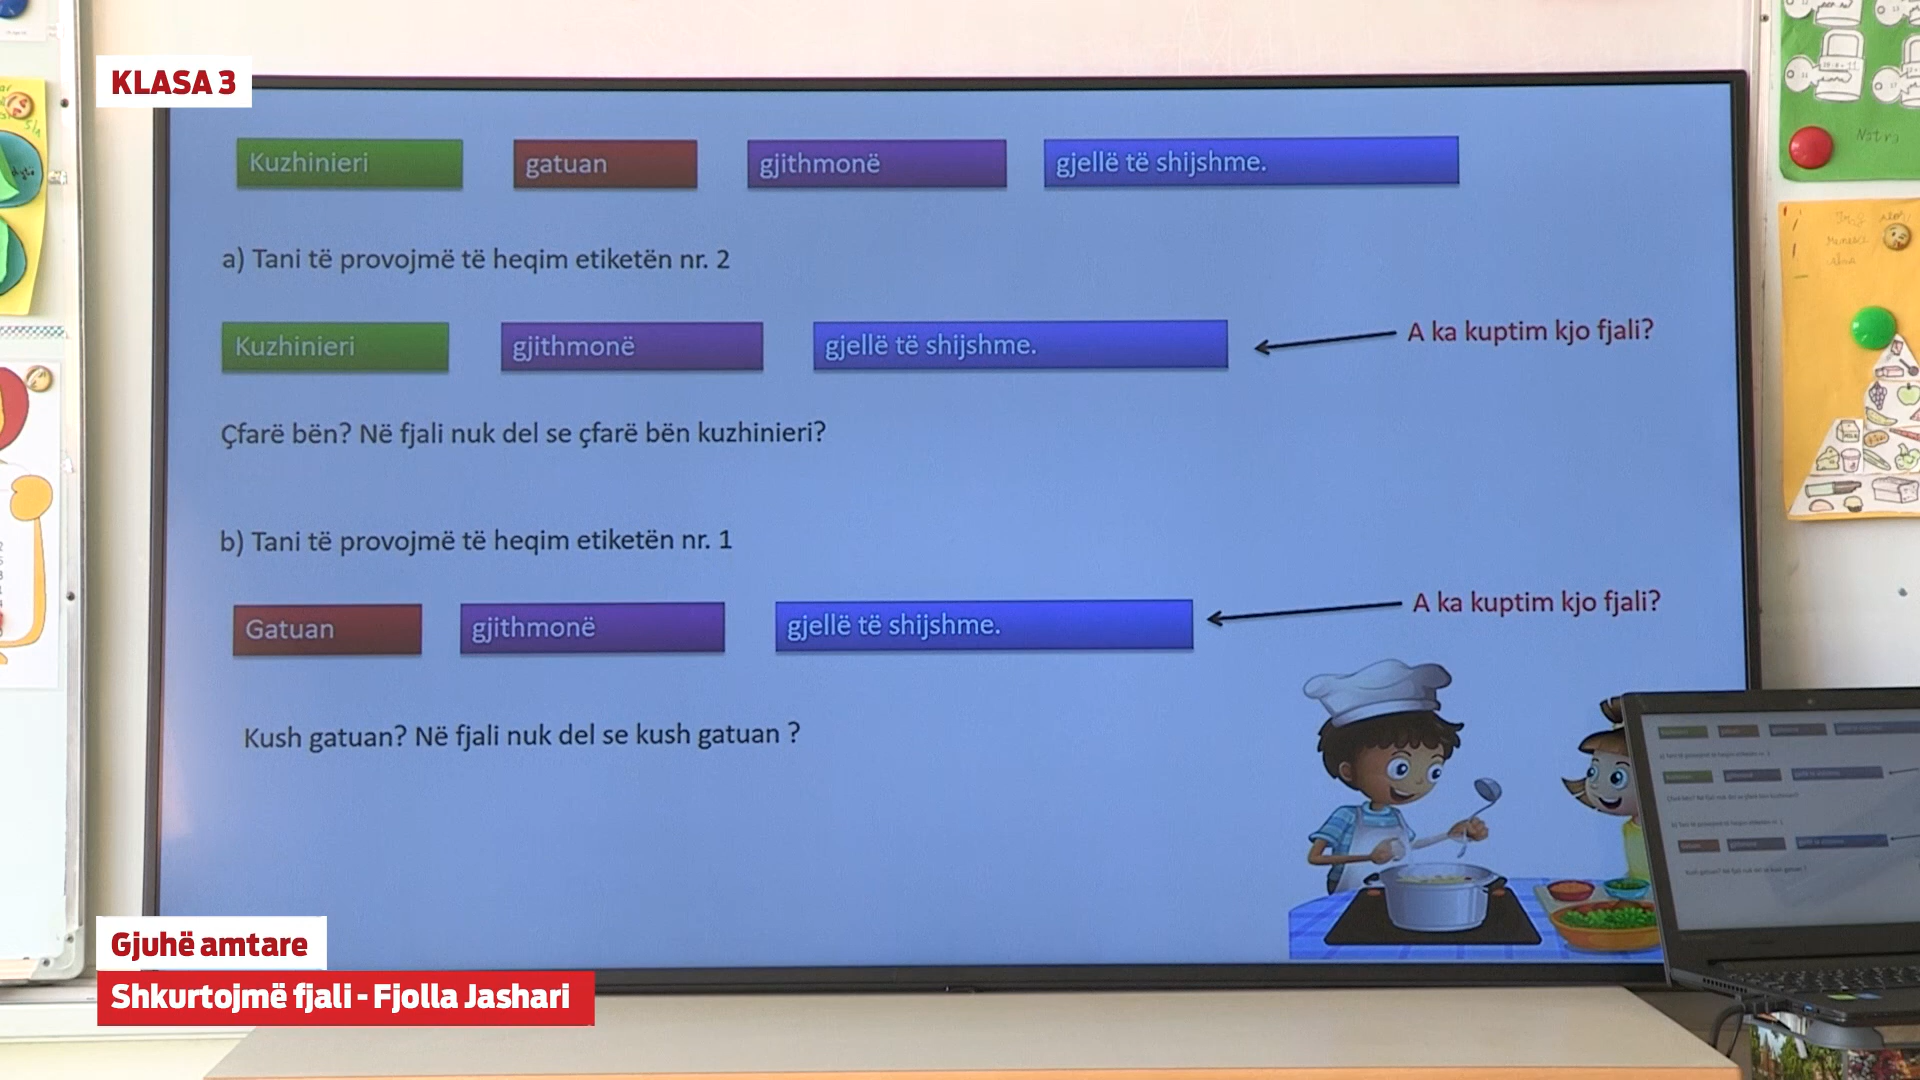 KLASA 3
Kuzhinieri gatuan gjithmonë gjellë të shijshme.
a) Tani të provojmë të heqim etiketën nr. 2
Kuzhinieri gjithmonë gjellë të shijshme. A ka kuptim kjo fjali?
Çfarë bën? Në fjali nuk del se çfarë bën kuzhinieri?
b) Tani të provojmë të heqim etiketën nr. 1
Gatuan gjithmonë gjellë të shijshme. A ka kuptim kjo fjali?
Kush gatuan? Në fjali nuk del se kush gatuan ?
Gjuhë amtare
Shkurtojmë fjali - Fjolla Jashari